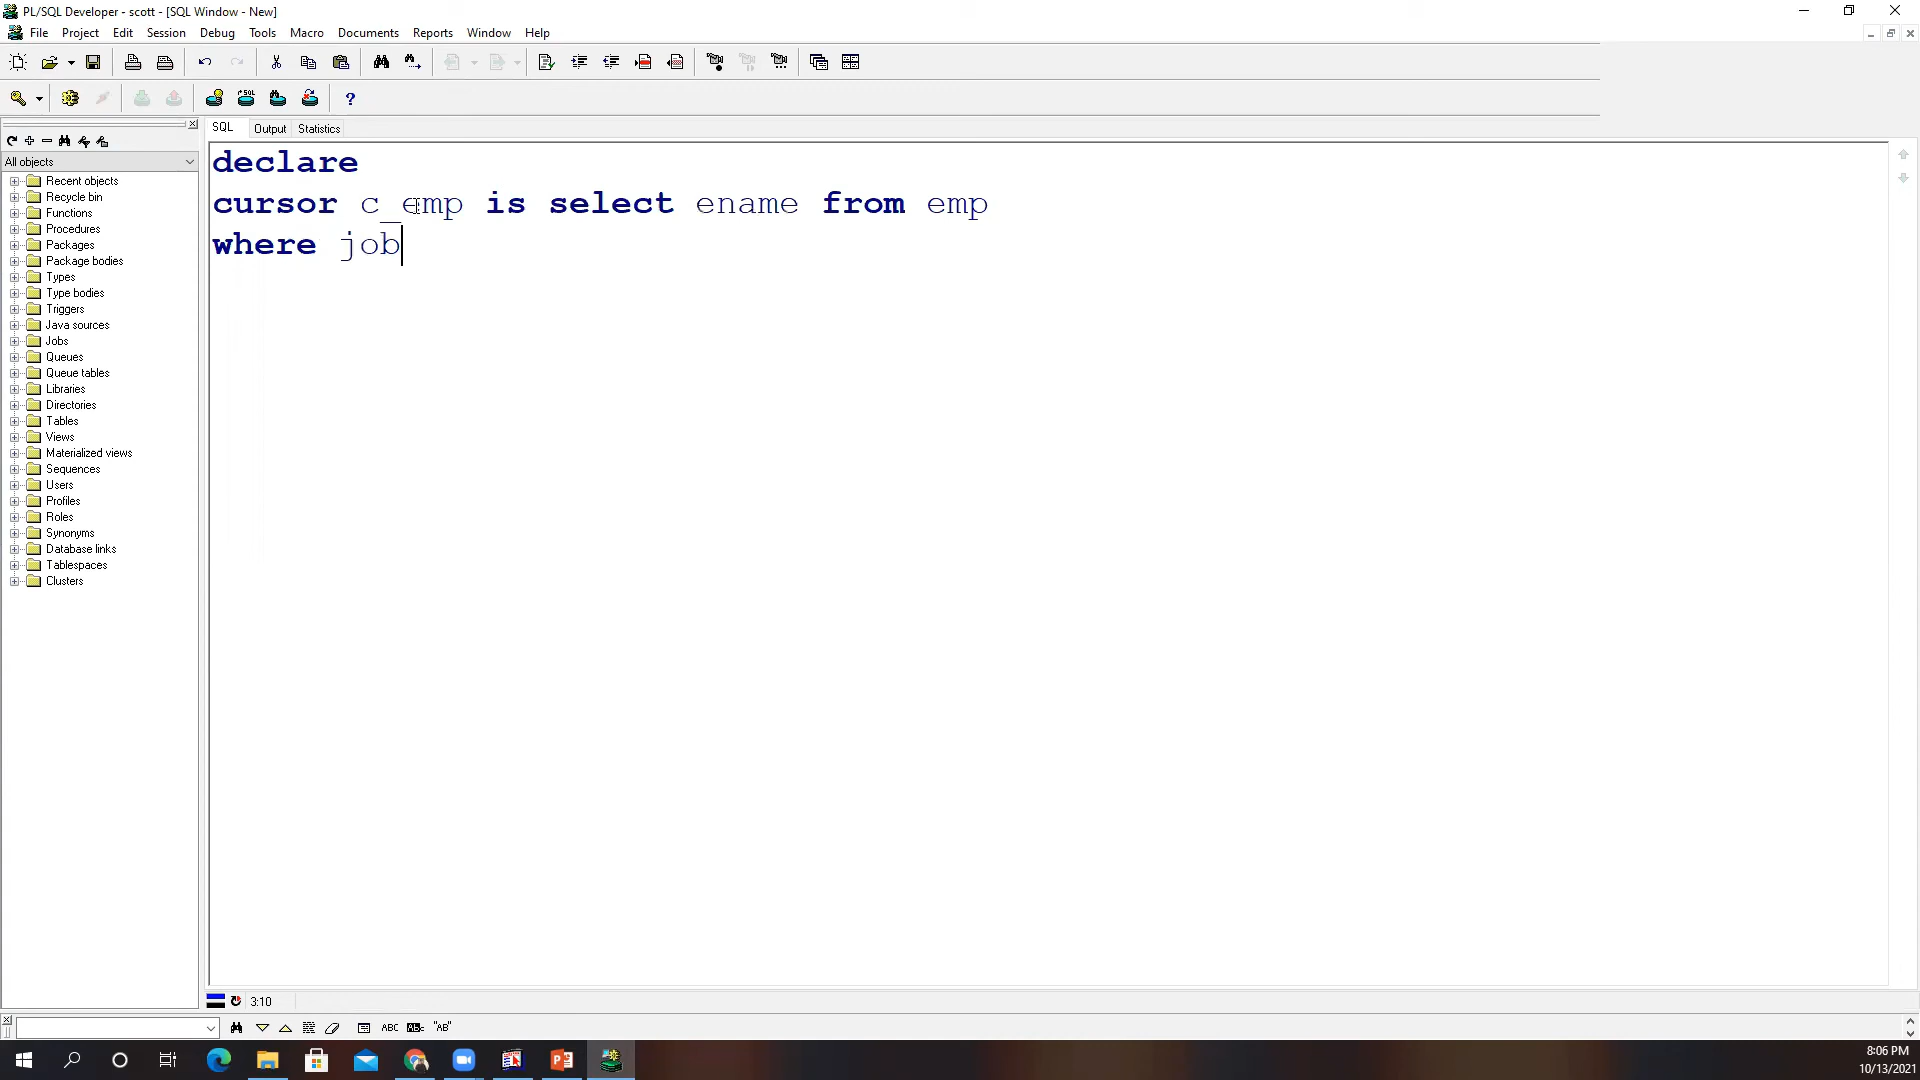 PL/SQL Developer - scott - [SQL Window - New]
File Project Edit Session Debug Tools Macro Documents Reports Window Help
SQL Output Statistics
All objects
Recent objects
Recycle bin
Functions
Procedures
Packages
Package bodies
Types
Type bodies
Triggers
Java sources
Jobs
Queues
Queue tables
Libraries
Directories
Tables
Views
Materialized views
Sequences
Users
Profiles
Roles
Synonyms
Database links
Tablespaces
Clusters
declare
cursor c_emp is select ename from emp
where job
3:10
ABC "AB"
8:06 PM
10/13/2021